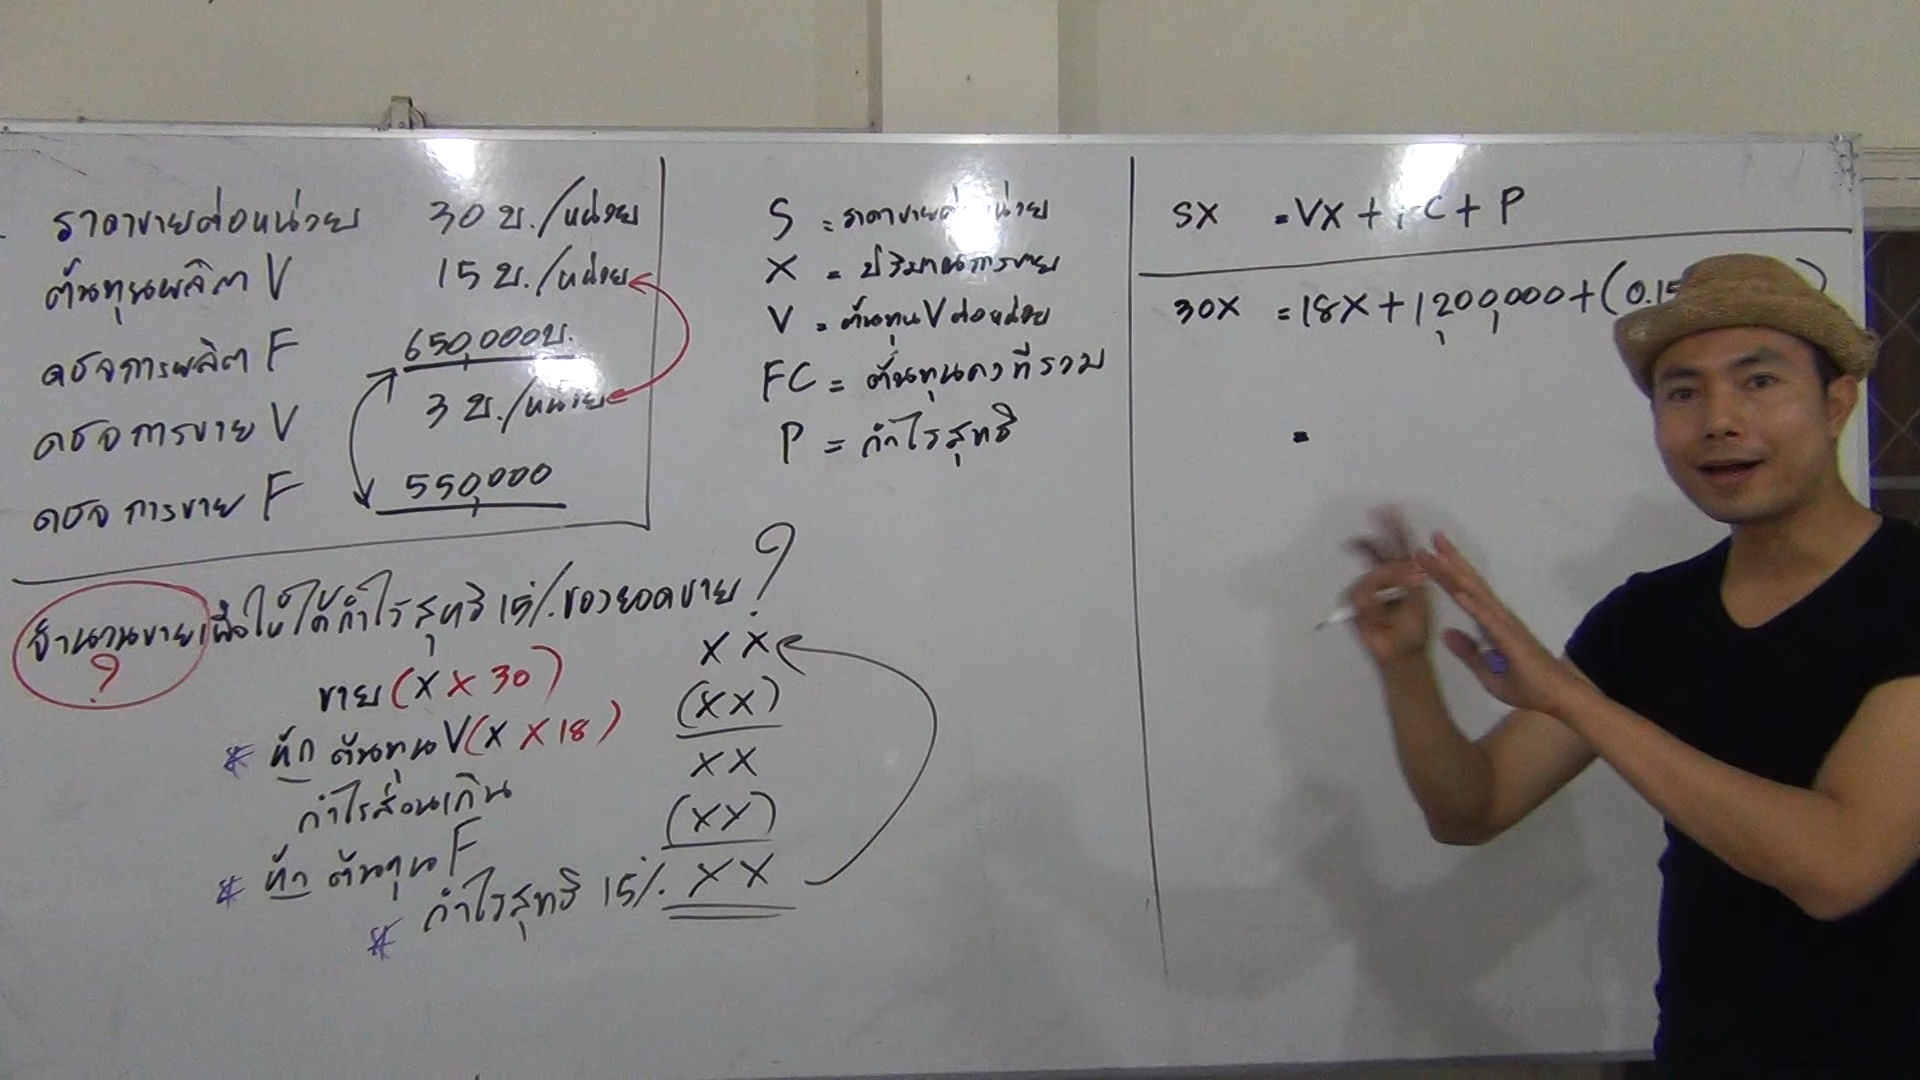 ราคาขายต่อหน่วย 30 บ./หน่วย
ต้นทุนผลิต V 15 บ./หน่วย
คชจการผลิต F 650,000บ.
คชจการขาย V 3 บ./หน่วย
คชจการขาย F 550,000
จำนวนขายเพื่อให้ได้กำไรสุทธิ 15% ของยอดขาย ?
?
ขาย (X X 30) X X
* หัก ต้นทุน V (X X 18) (XX)
กำไรส่วนเกิน XX
* หัก ต้นทุน F (XX)
* กำไรสุทธิ 15% XX
S = ราคาขายต่อหน่วย
X = ปริมาณการขาย
V = ต้นทุน V ต่อหน่วย
FC = ต้นทุนคงที่รวม
P = กำไรสุทธิ
SX = VX + FC + P
30X = 18X + 1,200,000 + (0.15 )
=